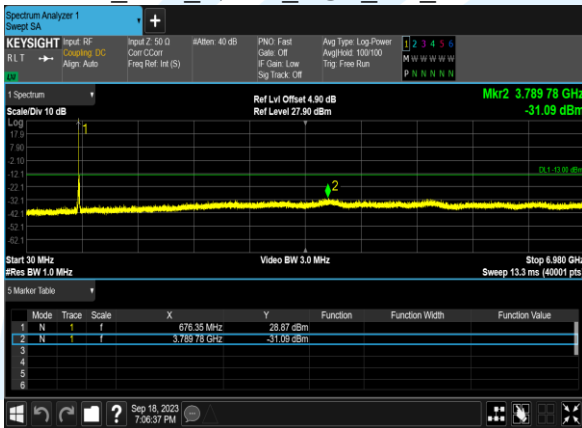 Spectrum Analyzer 1
Swept SA
+
KEYSIGHT Input: RF Input Z: 50 Ω #Atten: 40 dB PNO: Fast Avg Type: Log-Power 1 2 3 4 5 6
RLT Coupling: DC Corr CCorr Gate: Off Avg|Hold: 100/100 M W W W W W
Align: Auto Freq Ref: Int (S) IF Gain: Low Trig: Free Run
Sig Track: Off P N N N N N
1 Spectrum Ref Lvl Offset 4.90 dB Mkr2 3.789 78 GHz
Scale/Div 10 dB Ref Level 27.90 dBm -31.09 dBm
Log
17.9
7.90
-2.10
-12.1
-22.1
-32.1
-42.1
-52.1
-62.1
1
DL1 -13.00 dBm
2
Start 30 MHz Video BW 3.0 MHz Stop 6.980 GHz
#Res BW 1.0 MHz Sweep 13.3 ms (40001 pts
5 Marker Table
Mode Trace Scale X Y Function Function Width Function Value
1 N 1 f 676.35 MHz 28.87 dBm
2 N 1 f 3.789 78 GHz -31.09 dBm
3
4
5
6
? Sep 18, 2023
7:06:37 PM